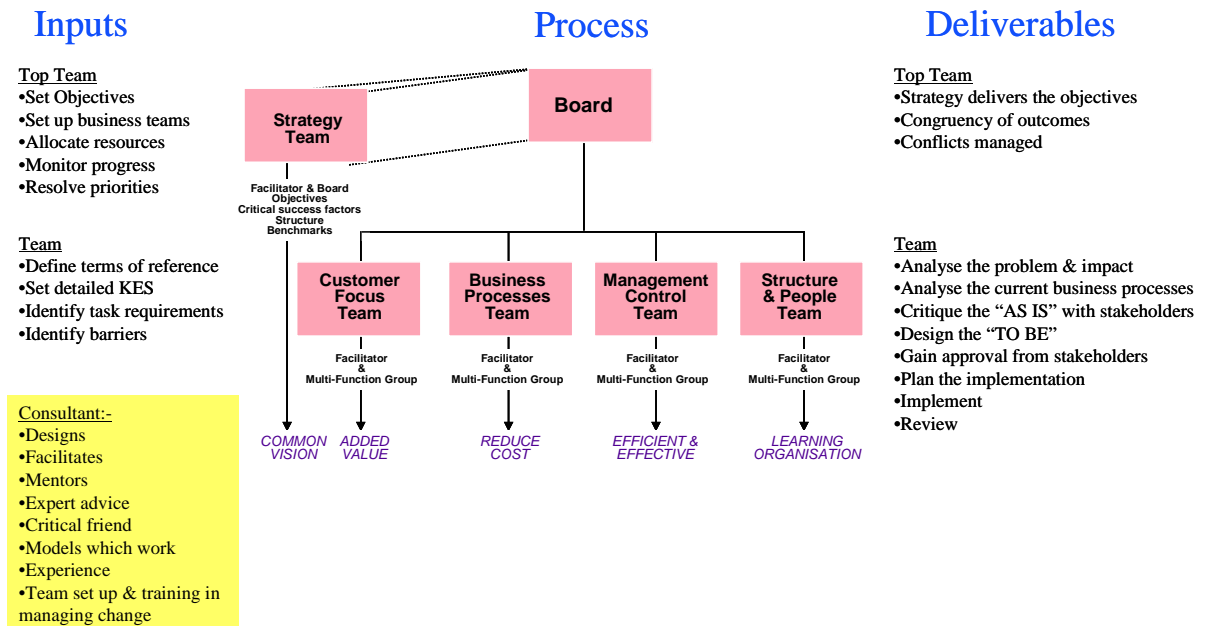 Inputs
Process
Deliverables
Top Team
•Set Objectives
•Set up business teams
•Allocate resources
•Monitor progress
•Resolve priorities
Team
•Define terms of reference
•Set detailed KES
•Identify task requirements
•Identify barriers
Consultant:-
•Designs
•Facilitates
•Mentors
•Expert advice
•Critical friend
•Models which work
•Experience
•Team set up & training in
managing change
Strategy
Team
Board
Facilitator & Board
Objectives
Critical success factors
Structure
Benchmarks
Customer
Focus
Team
Business
Processes
Team
Management
Control
Team
Structure
& People
Team
Facilitator
&
Multi-Function Group
Facilitator
&
Multi-Function Group
Facilitator
&
Multi-Function Group
Facilitator
&
Multi-Function Group
COMMON
VISION
ADDED
VALUE
REDUCE
COST
EFFICIENT &
EFFECTIVE
LEARNING
ORGANISATION
Top Team
•Strategy delivers the objectives
•Congruency of outcomes
•Conflicts managed
Team
•Analyse the problem & impact
•Analyse the current business processes
•Critique the “AS IS” with stakeholders
•Design the “TO BE”
•Gain approval from stakeholders
•Plan the implementation
•Implement
•Review